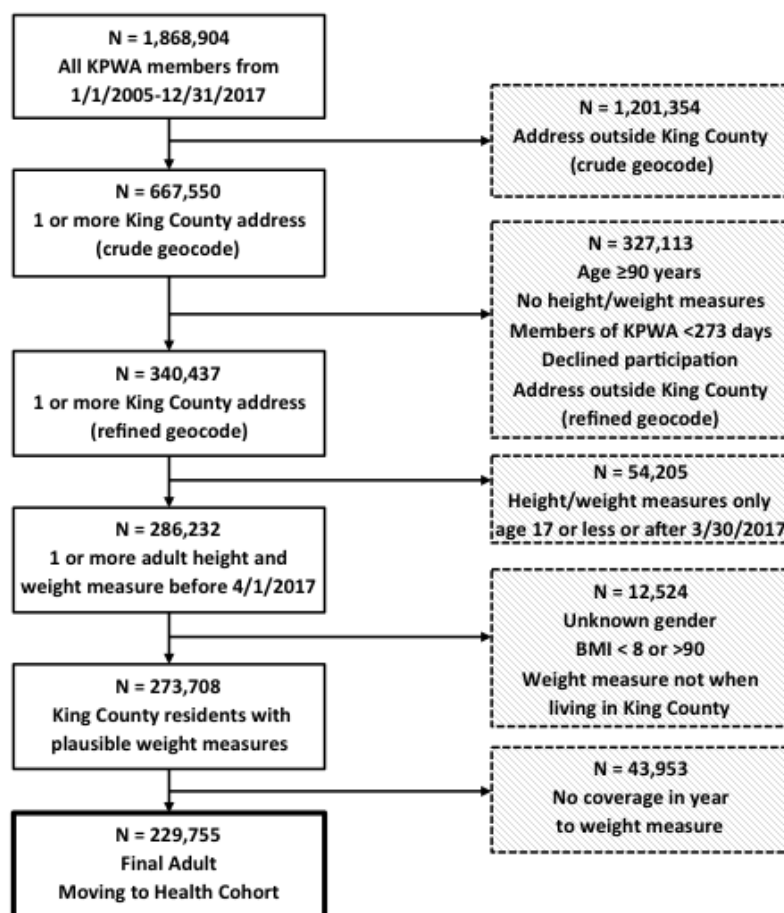 N = 1,868,904
All KPWA members from
1/1/2005-12/31/2017
N = 1,201,354
Address outside King County
(crude geocode)
N = 667,550
1 or more King County address
(crude geocode)
N = 327,113
Age ≥90 years
No height/weight measures
Members of KPWA <273 days
Declined participation
Address outside King County
(refined geocode)
N = 340,437
1 or more King County address
(refined geocode)
N = 54,205
Height/weight measures only
age 17 or less or after 3/30/2017
N = 286,232
1 or more adult height and
weight measure before 4/1/2017
N = 12,524
Unknown gender
BMI < 8 or >90
Weight measure not when
living in King County
N = 273,708
King County residents with
plausible weight measures
N = 43,953
No coverage in year
to weight measure
N = 229,755
Final Adult
Moving to Health Cohort